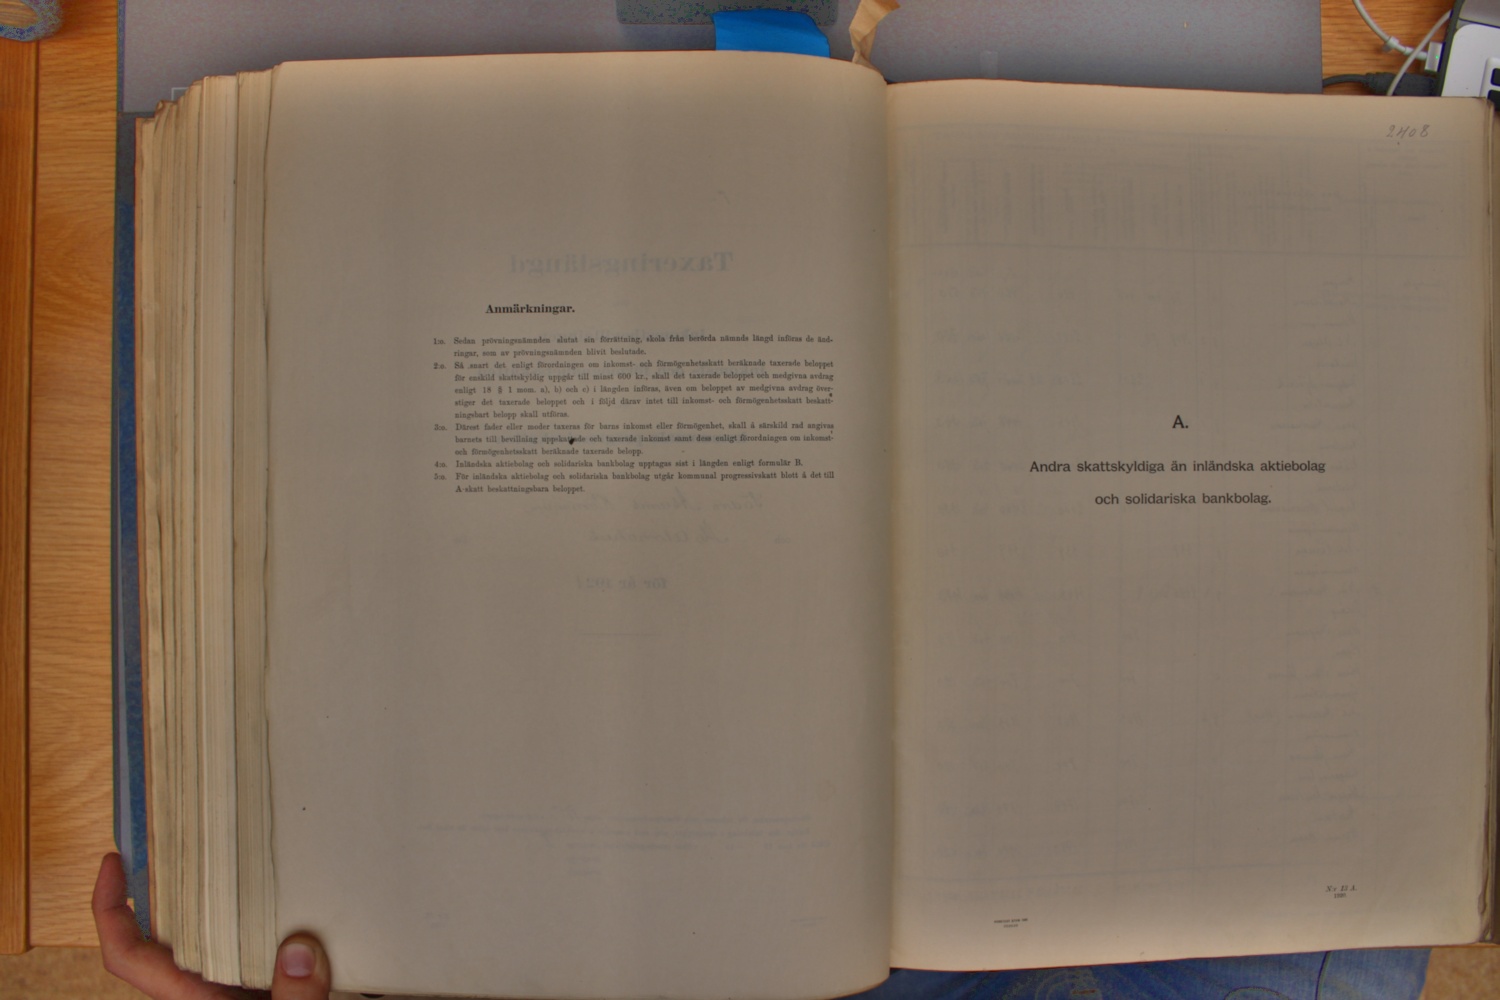 Anmärkningar.
1:o. Sedan prövningsnämnden slutat sin förrättning, skola från berörda nämnds längd införas de änd-
ringar, som av prövningsnämnden blivit beslutade.
2:o. Så snart det enligt förordningen om inkomst- och förmögenhetsskatt beräknade taxerade beloppet
för enskild skattskyldig uppgår till minst 600 kr., skall det taxerade beloppet och medgivna avdrag
enligt 18 § 1 mom. a), b) och c) i längden införas, även om beloppet av medgivna avdrag över-
stiger det taxerade beloppet och i följd därav intet till inkomst- och förmögenhetsskatt beskatt-
ningsbart belopp skall utföras.
3:o. Därest fader eller moder taxeras för barns inkomst eller förmögenhet, skall å särskild rad angivas
barnets till bevillning uppskattade och taxerade inkomst samt dess enligt förordningen om inkomst-
och förmögenhetsskatt beräknade taxerade belopp.
4:o. Inländska aktiebolag och solidariska bankbolag upptagas sist i längden enligt formulär B.
5:o. För inländska aktiebolag och solidariska bankbolag utgår kommunal progressivskatt blott å det till
A-skatt beskattningsbara beloppet.
2408
A.
Andra skattskyldiga än inländska aktiebolag
och solidariska bankbolag.
Nr 23 A.